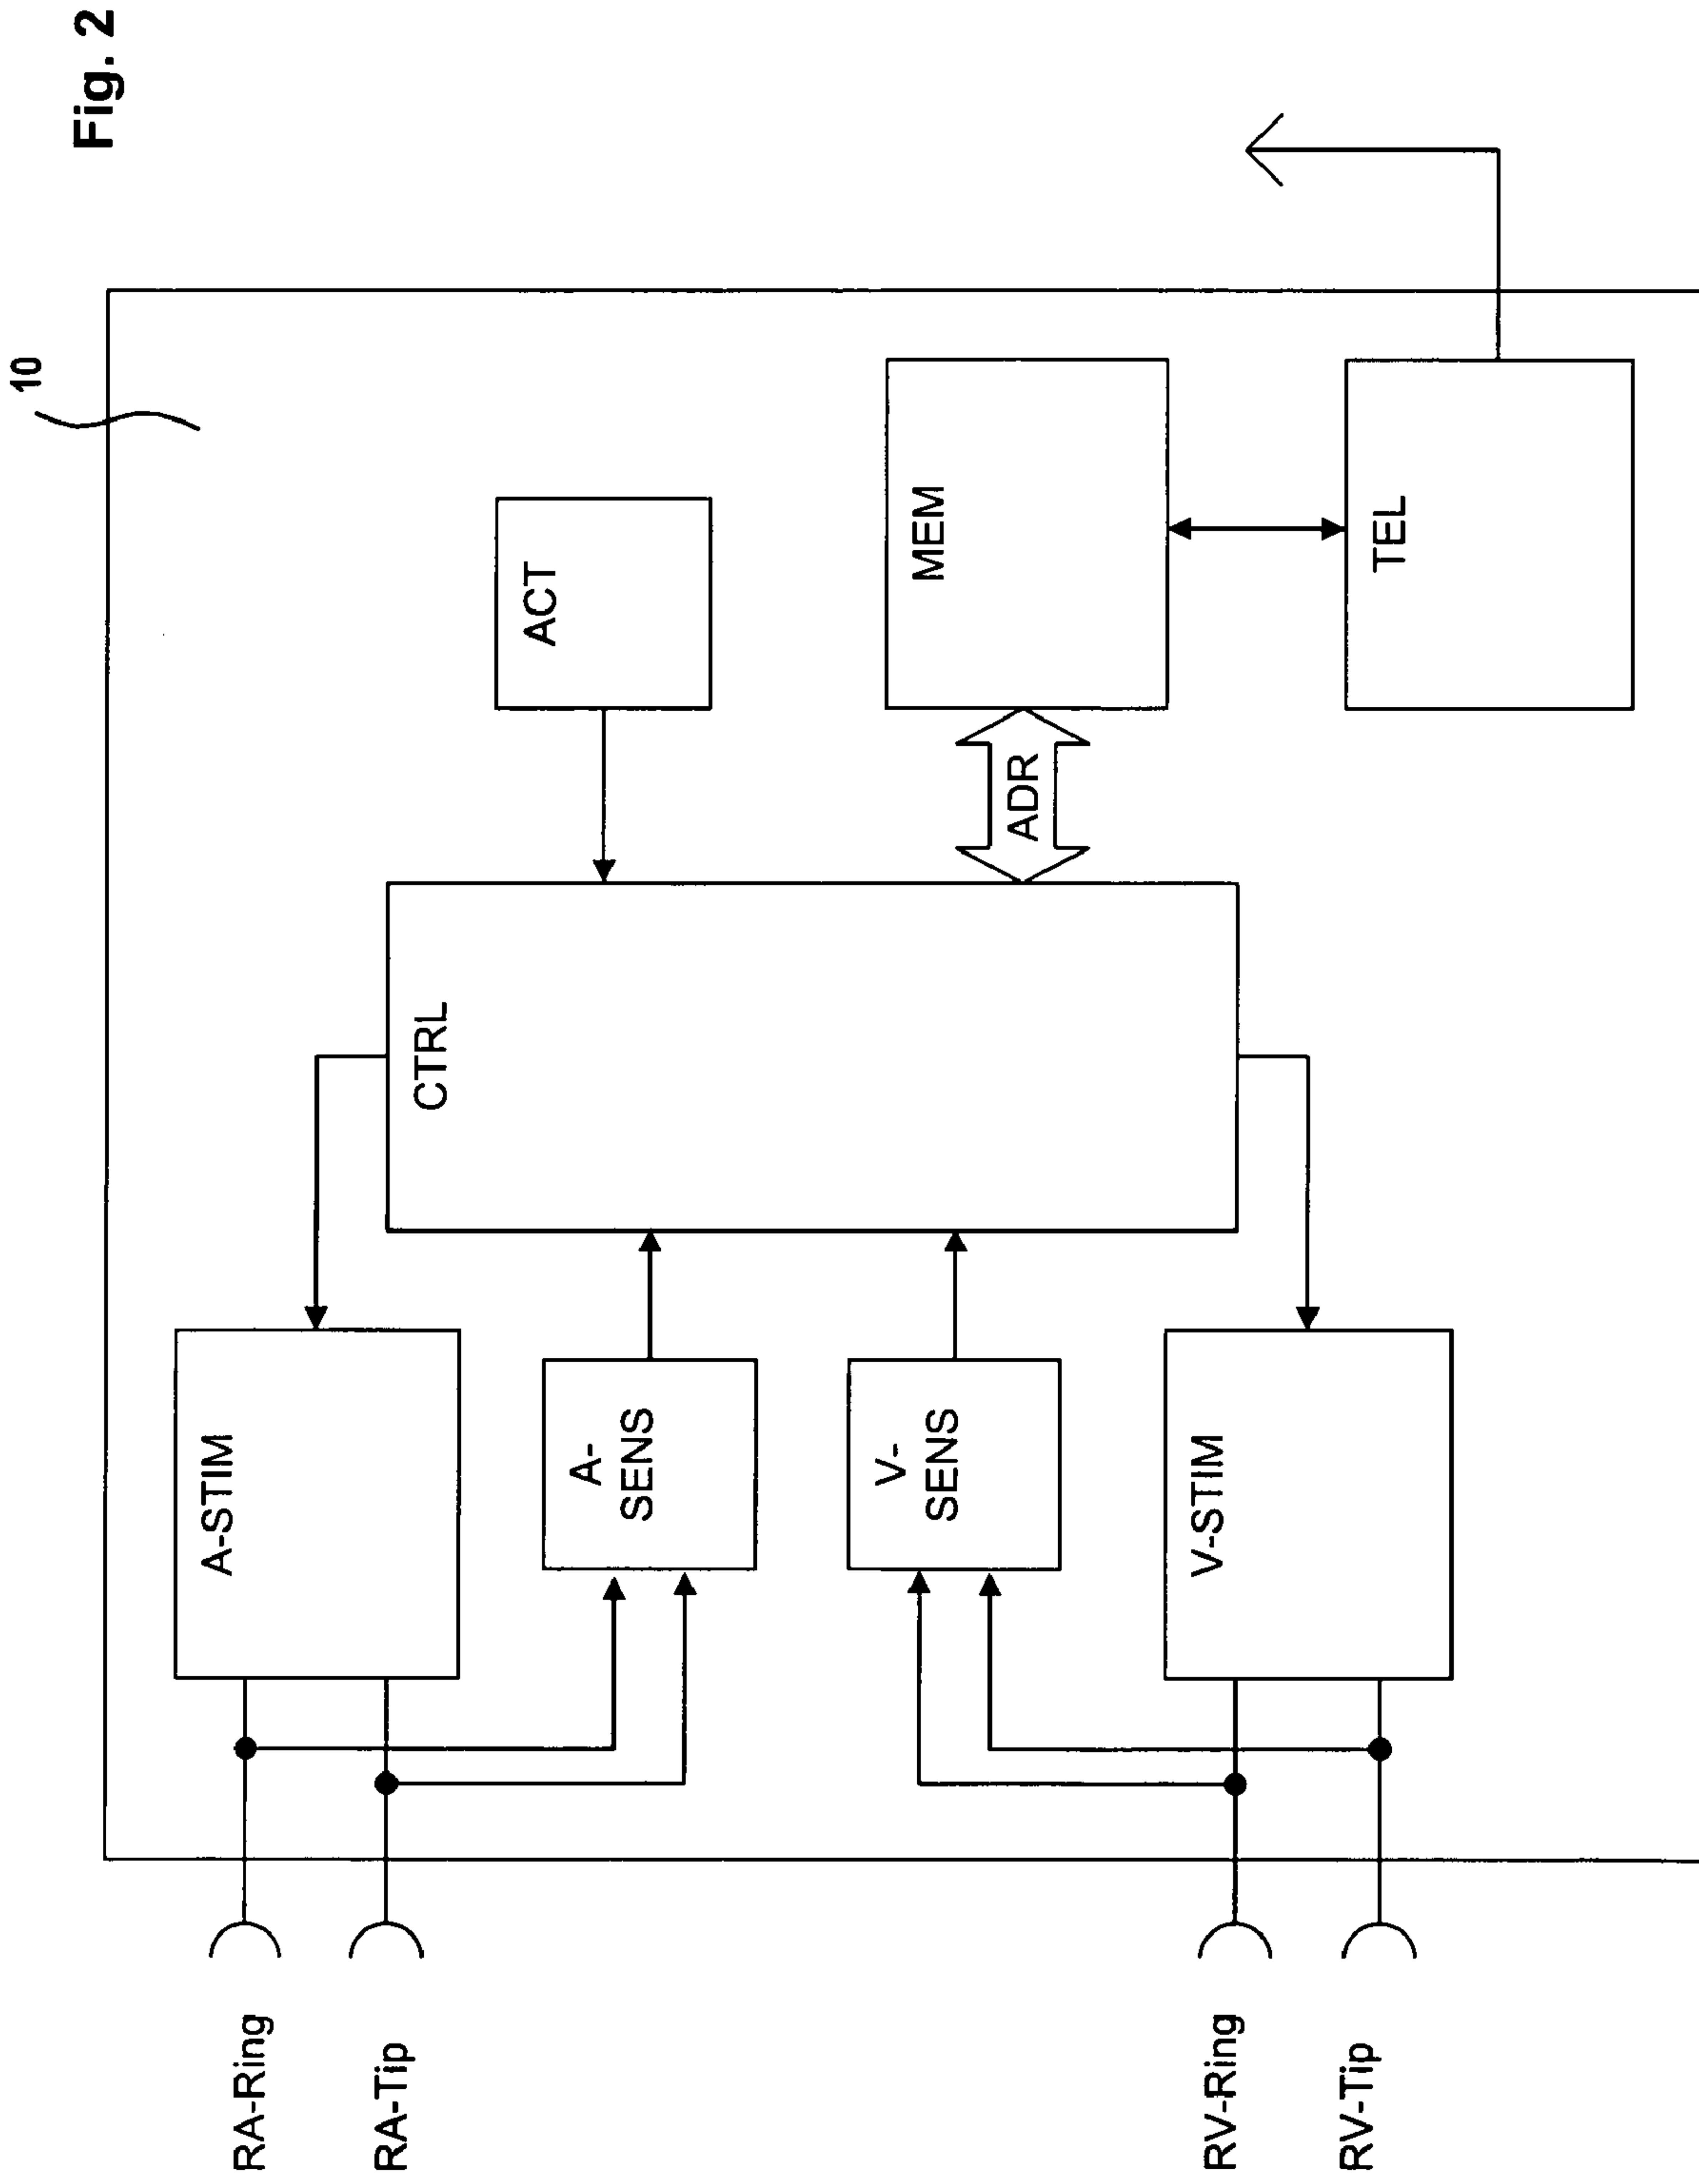 Fig. 2
10
RA-Ring
A-STIM
RA-Tip
CTRL
ACT
A-
SENS
V-
SENS
MEM
ADR
RV-Ring
V-STIM
RV-Tip
TEL